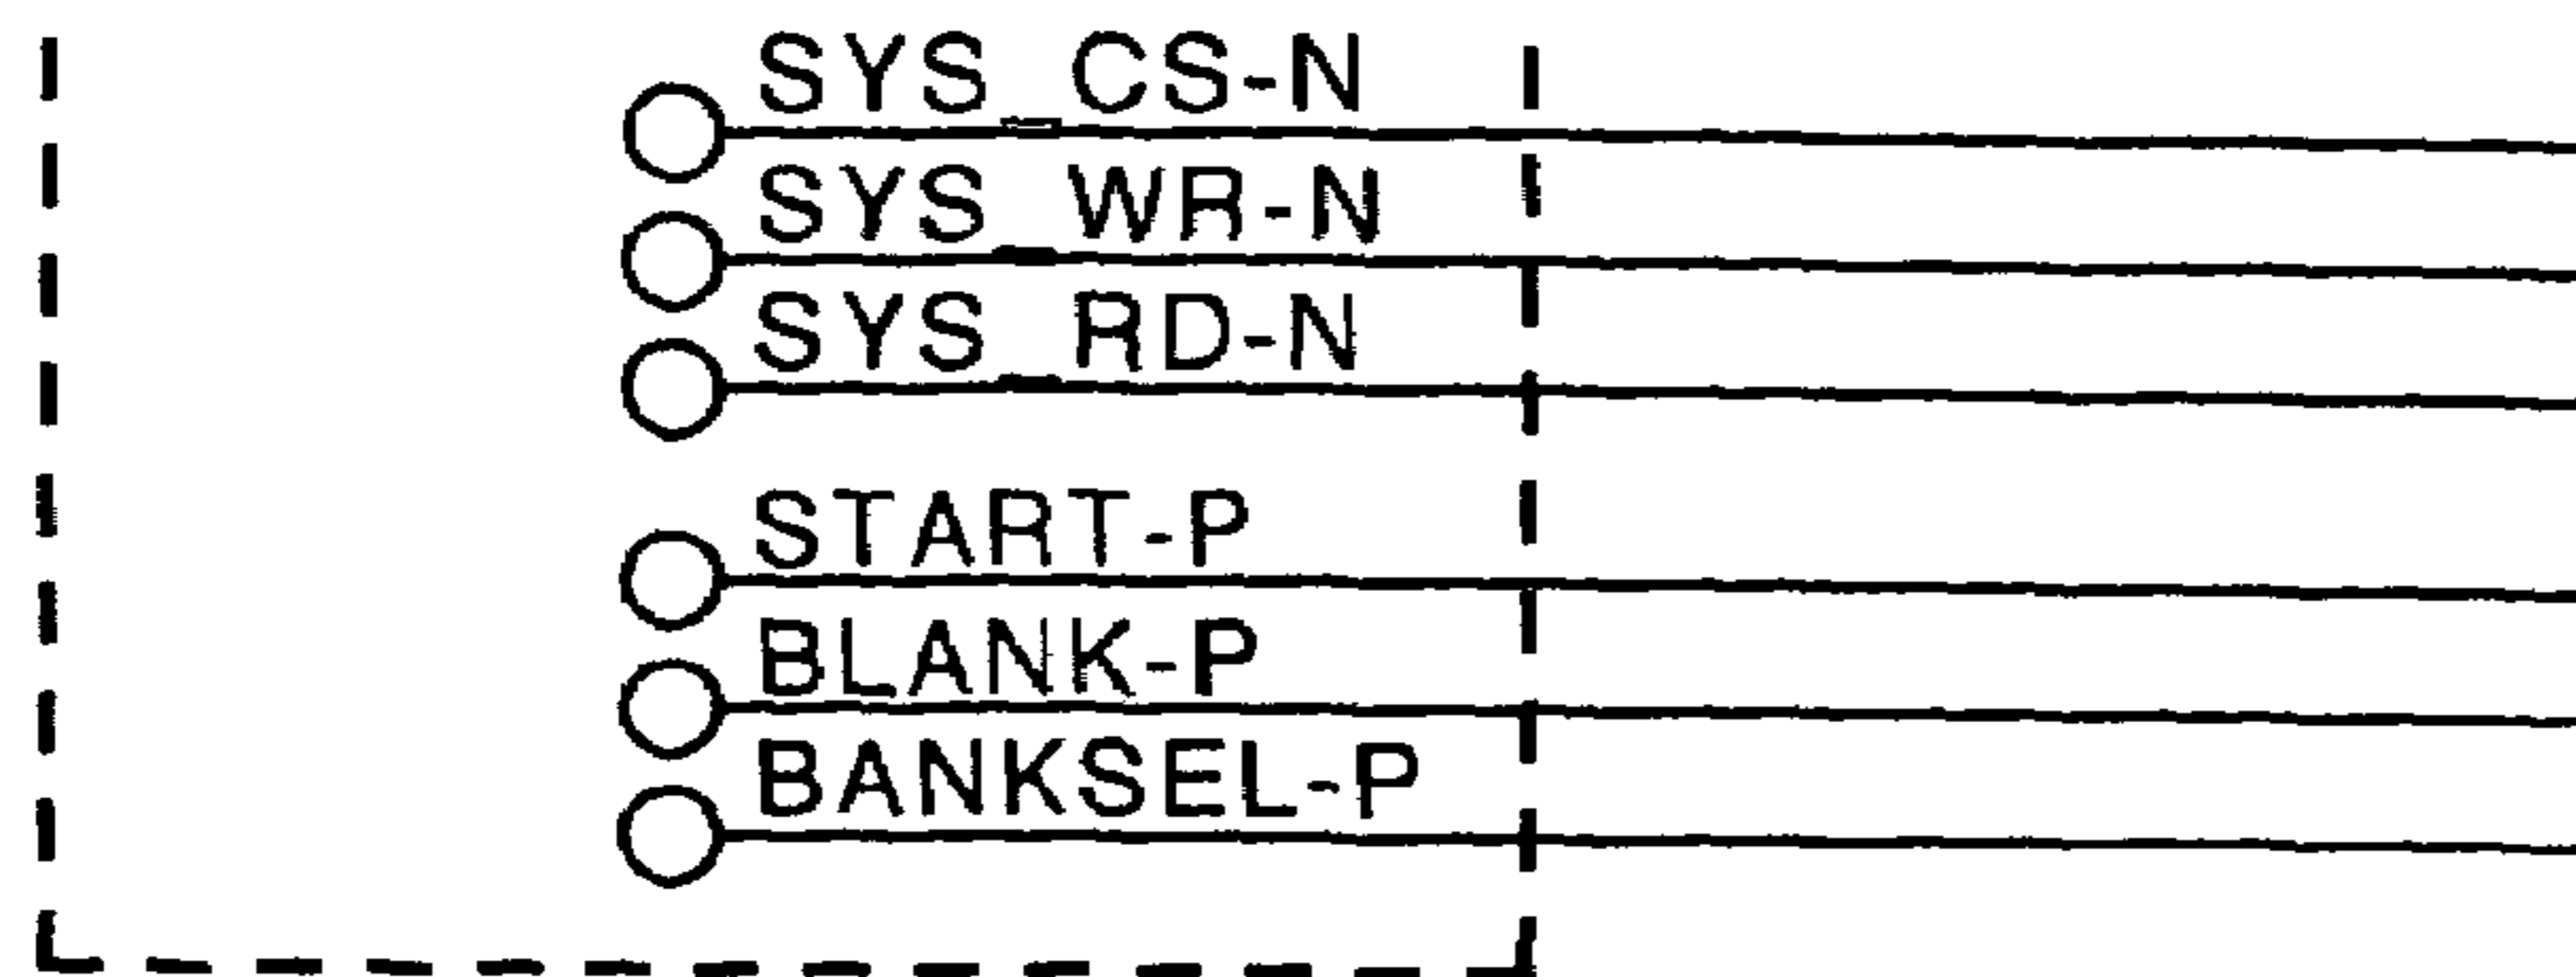 SYS_CS-N
SYS_WR-N
SYS_RD-N
START-P
BLANK-P
BANKSEL-P